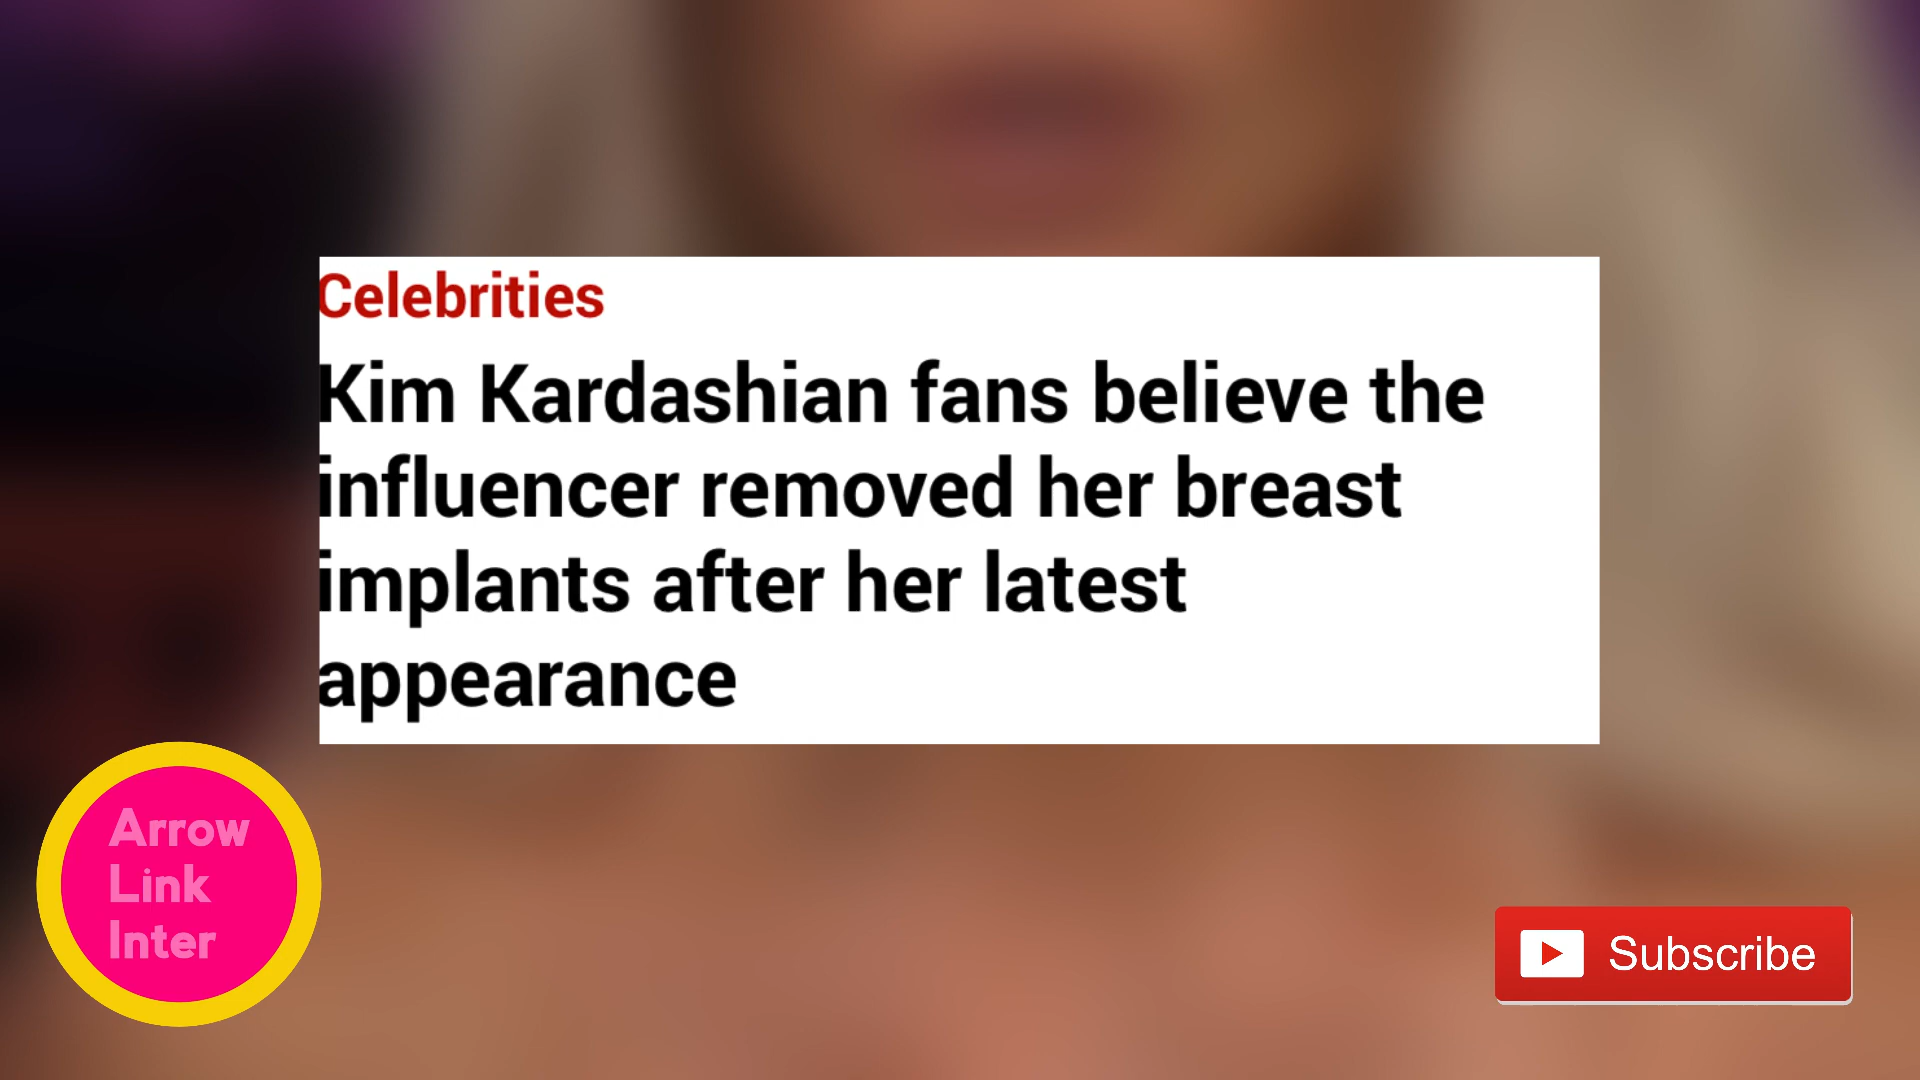 Celebrities
Kim Kardashian fans believe the
influencer removed her breast
implants after her latest
appearance
Arrow
Link
Inter
Subscribe